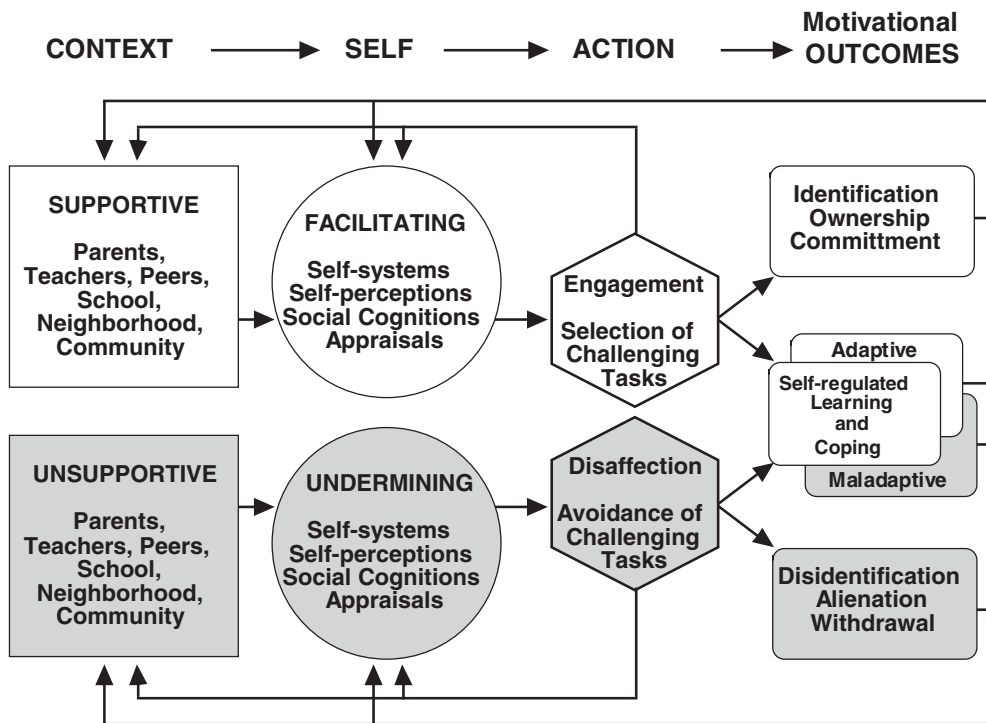 CONTEXT
SELF
ACTION
Motivational
OUTCOMES
SUPPORTIVE
Parents,
Teachers, Peers,
School,
Neighborhood,
Community
FACILITATING
Self-systems
Self-perceptions
Social Cognitions
Appraisals
Engagement
Selection of
Challenging
Tasks
Identification
Ownership
Committment
Adaptive
Self-regulated
Learning
and
Coping
Maladaptive
UNSUPPORTIVE
Parents,
Teachers, Peers,
School,
Neighborhood,
Community
UNDERMINING
Self-systems
Self-perceptions
Social Cognitions
Appraisals
Disaffection
Avoidance of
Challenging
Tasks
Disidentification
Alienation
Withdrawal